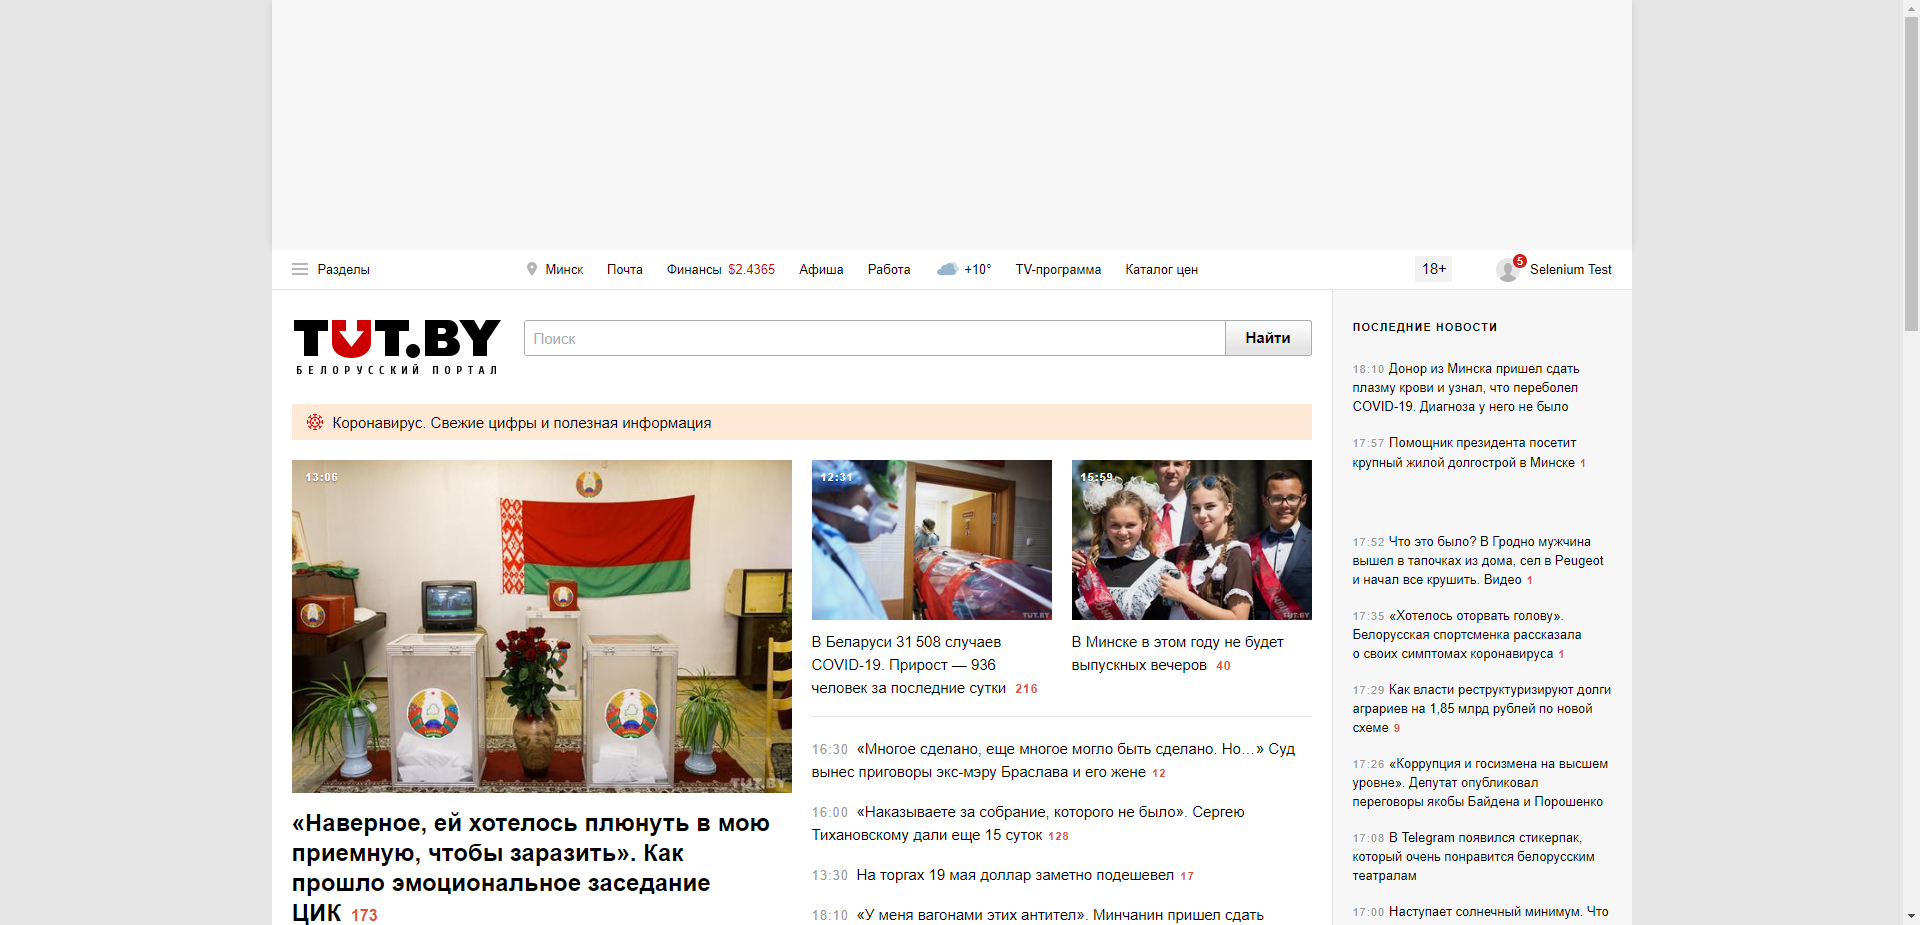 Разделы
Минск Почта Финансы $2.4365 Афиша Работа +10° TV-программа Каталог цен 18+ 5 Selenium Test
TUT.BY
БЕЛОРУССКИЙ ПОРТАЛ
Поиск Найти
Коронавирус. Свежие цифры и полезная информация
13:06
TUT.BY
«Наверное, ей хотелось плюнуть в мою
приемную, чтобы заразить». Как
прошло эмоциональное заседание
ЦИК 173
12:31
TUT.BY
В Беларуси 31 508 случаев
COVID-19. Прирост — 936
человек за последние сутки 216
15:59
TUT.BY
В Минске в этом году не будет
выпускных вечеров 40
16:30 «Многое сделано, еще многое могло быть сделано. Но…» Суд
вынес приговоры экс-мэру Браслава и его жене 12
16:00 «Наказываете за собрание, которого не было». Сергею
Тихановскому дали еще 15 суток 128
13:30 На торгах 19 мая доллар заметно подешевел 17
18:10 «У меня вагонами этих антител». Минчанин пришел сдать
ПОСЛЕДНИЕ НОВОСТИ
18:10 Донор из Минска пришел сдать
плазму крови и узнал, что переболел
COVID-19. Диагноза у него не было
17:57 Помощник президента посетит
крупный жилой долгострой в Минске 1
17:52 Что это было? В Гродно мужчина
вышел в тапочках из дома, сел в Peugeot
и начал все крушить. Видео 1
17:35 «Хотелось оторвать голову».
Белорусская спортсменка рассказала
о своих симптомах коронавируса 1
17:29 Как власти реструктуризируют долги
аграриев на 1,85 млрд рублей по новой
схеме 9
17:26 «Коррупция и госизмена на высшем
уровне». Депутат опубликовал
переговоры якобы Байдена и Порошенко
17:08 В Telegram появился стикерпак,
который очень понравится белорусским
театралам
17:00 Наступает солнечный минимум. Что